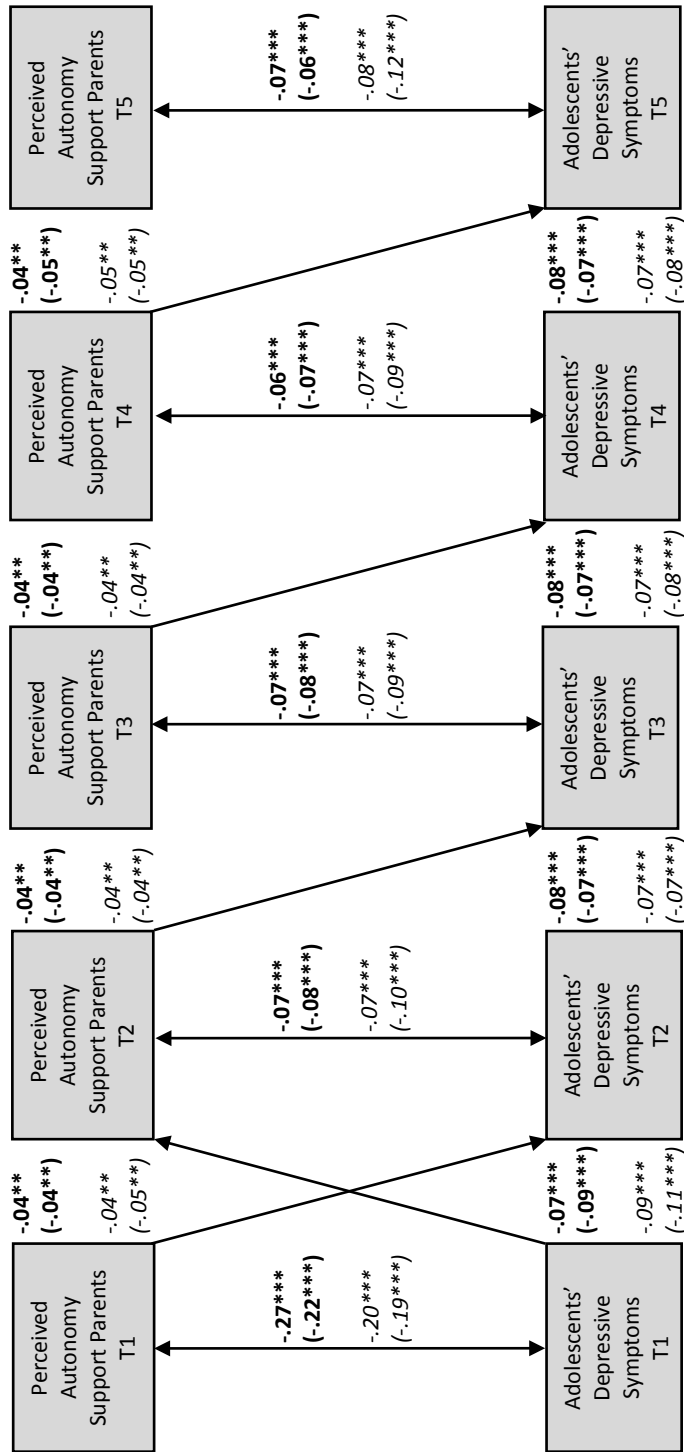 Perceived
Autonomy
Support Parents
T1
-.04**
(-.04**)
-.04**
(-.05**)
Perceived
Autonomy
Support Parents
T2
-.04**
(-.04**)
-.04**
(-.04**)
Perceived
Autonomy
Support Parents
T3
-.04**
(-.04**)
-.04**
(-.04**)
Perceived
Autonomy
Support Parents
T4
-.04**
(-.05**)
-.05**
(-.05**)
Perceived
Autonomy
Support Parents
T5
-.27***
(-.22***)
-.20***
(-.19***)
-.07***
(-.08***)
-.07***
(-.10***)
-.07***
(-.08***)
-.07***
(-.09***)
-.06***
(-.07***)
-.07***
(-.09***)
-.07***
(-.06***)
-.08***
(-.12***)
Adolescents'
Depressive
Symptoms
T1
-.07***
(-.09***)
-.09***
(-.11***)
Adolescents'
Depressive
Symptoms
T2
-.08***
(-.07***)
-.07***
(-.07***)
Adolescents'
Depressive
Symptoms
T3
-.08***
(-.07***)
-.07***
(-.08***)
Adolescents'
Depressive
Symptoms
T4
-.08***
(-.07***)
-.07***
(-.08***)
Adolescents'
Depressive
Symptoms
T5